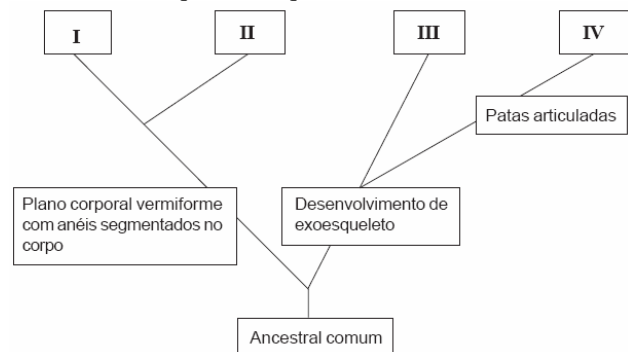 I
II
III
IV
Patas articuladas
Plano corporal vermiforme
com anéis segmentados no
corpo
Desenvolvimento de
exoesqueleto
Ancestral comum